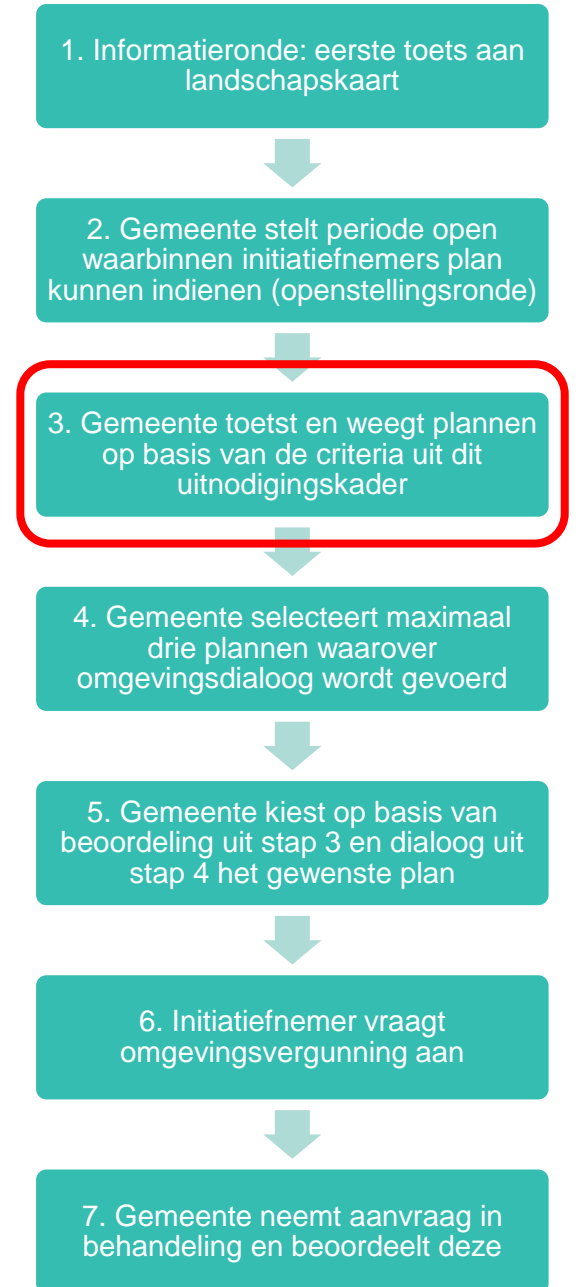 1. Informatieronde: eerste toets aan
landschapskaart
2. Gemeente stelt periode open
waarbinnen initiatiefnemers plan
kunnen indienen (openstellingsronde)
3. Gemeente toetst en weegt plannen
op basis van de criteria uit dit
uitnodigingskader
4. Gemeente selecteert maximaal
drie plannen waarover
omgevingsdialoog wordt gevoerd
5. Gemeente kiest op basis van
beoordeling uit stap 3 en dialoog uit
stap 4 het gewenste plan
6. Initiatiefnemer vraagt
omgevingsvergunning aan
7. Gemeente neemt aanvraag in
behandeling en beoordeelt deze